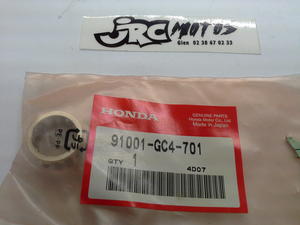 JRC MOTOS
Gien 02 38 67 02 33
HONDA
GENUINE PARTS
Honda Motor Co., Ltd.
Made in Japan
91001-GC4-701
QTY 1
4D07